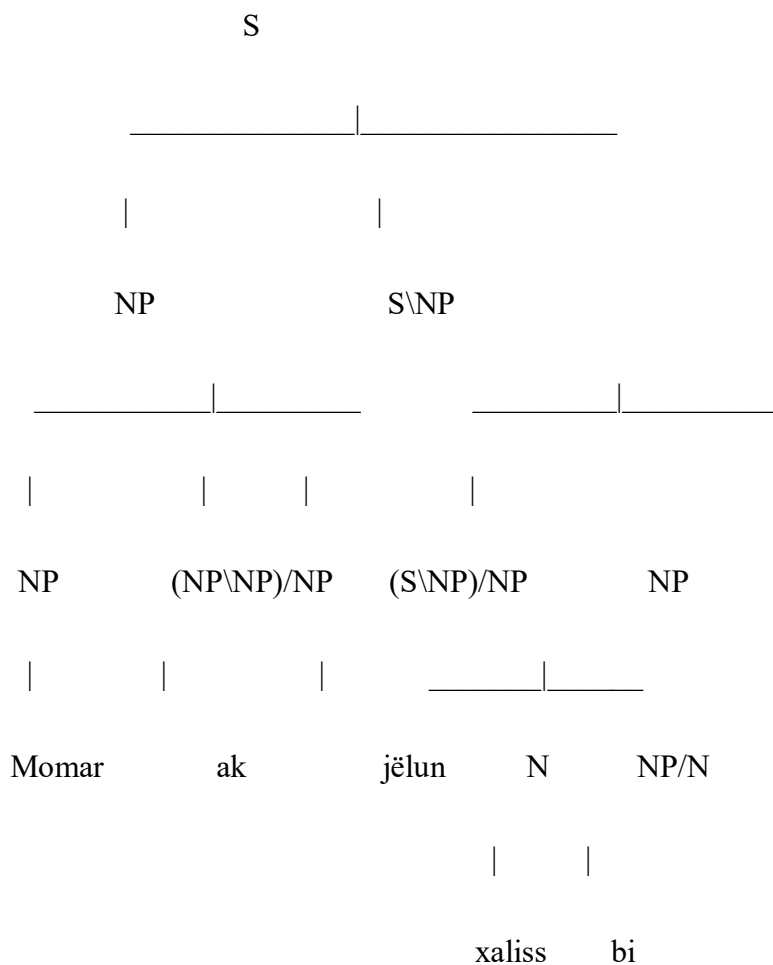 S
NP S\NP
NP (NP\NP)/NP (S\NP)/NP NP
Momar ak jëlun N NP/N
xaliss bi